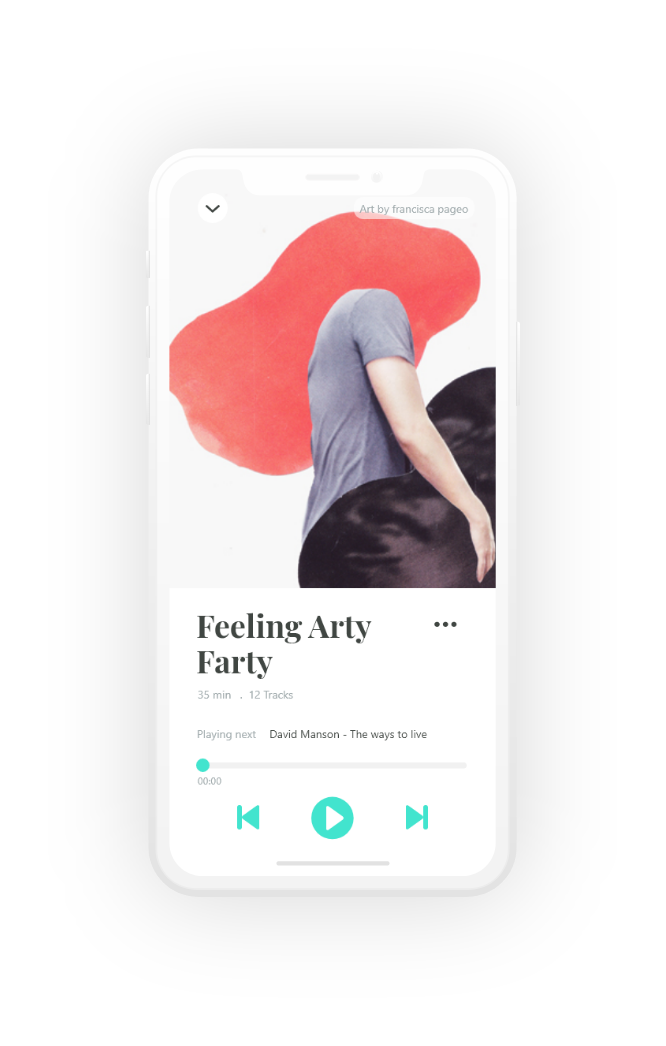 Art by francisca pageo
Feeling Arty
Farty
35 min . 12 Tracks
Playing next David Manson - The ways to live
00:00